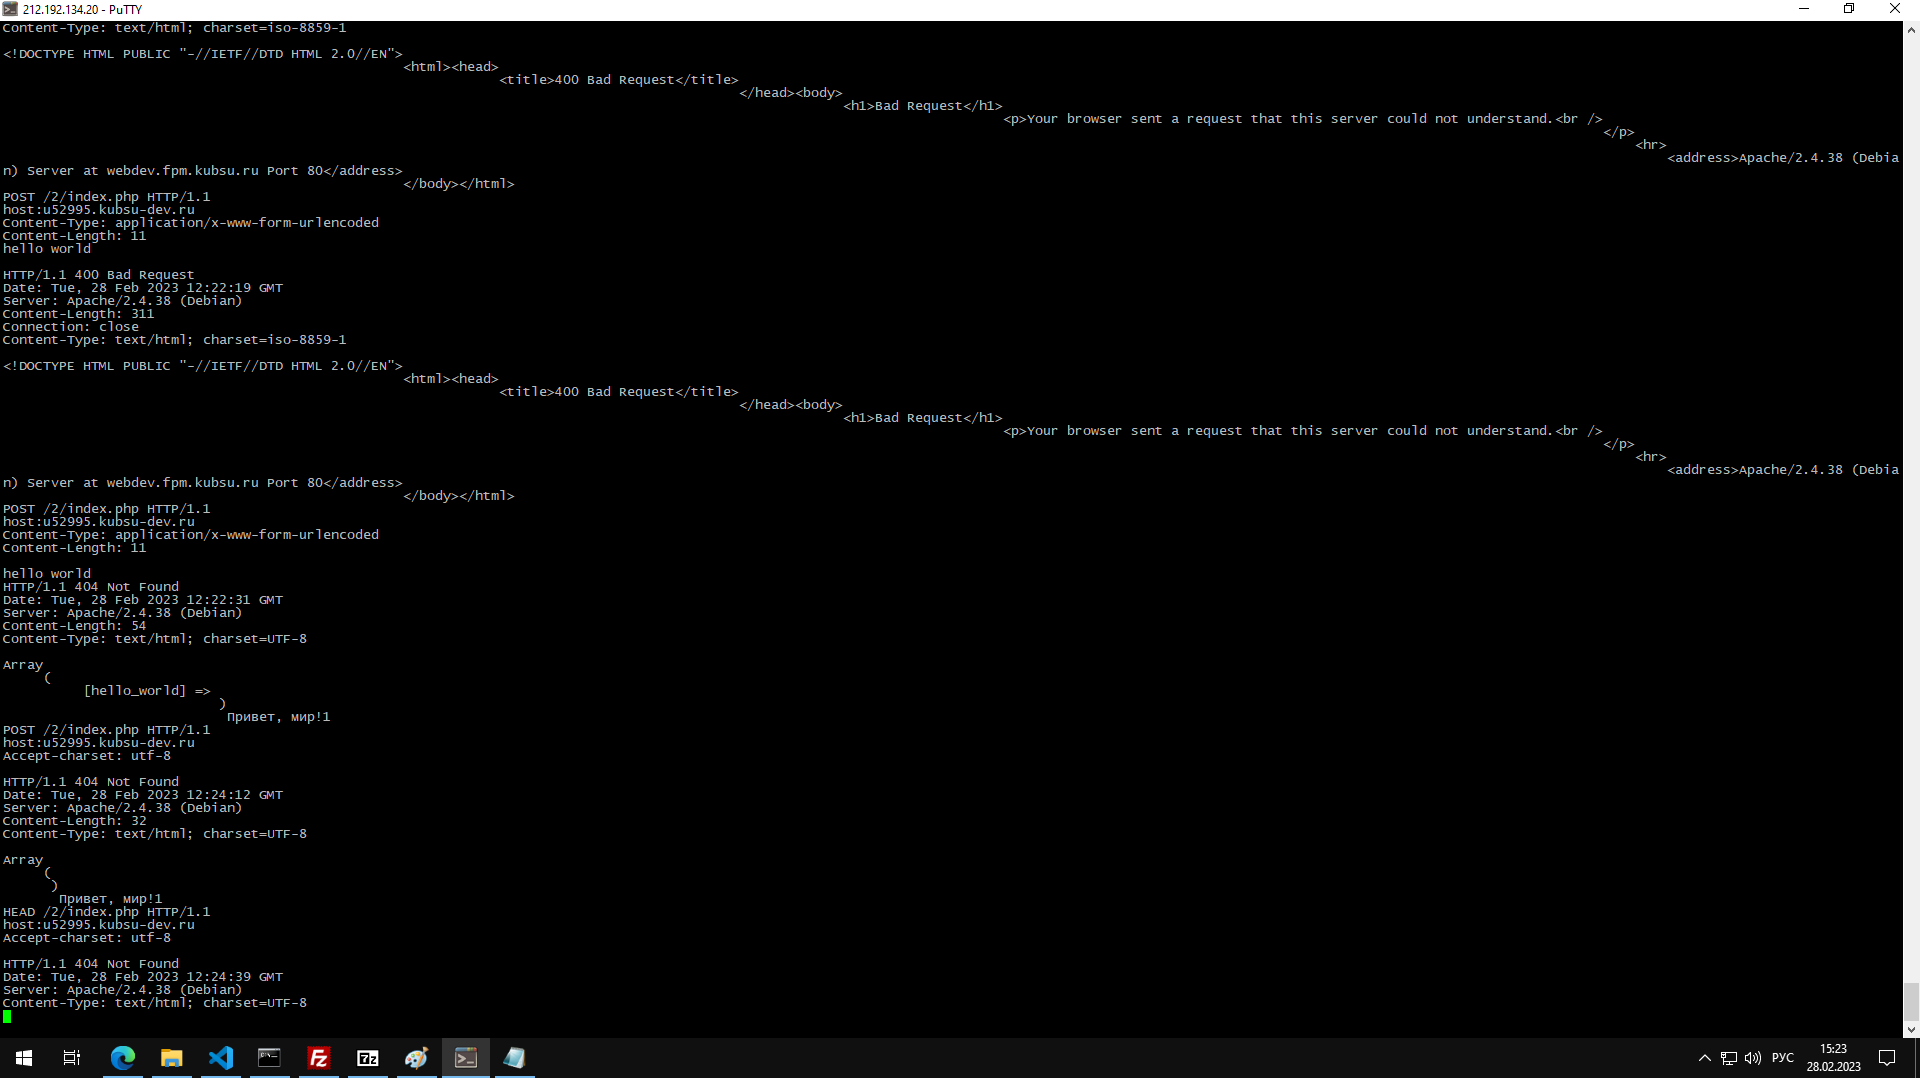 212.192.134.20 - PuTTY
Content-Type: text/html; charset=iso-8859-1
<!DOCTYPE HTML PUBLIC "-//IETF//DTD HTML 2.0//EN">
<html><head>
<title>400 Bad Request</title>
</head><body>
<h1>Bad Request</h1>
<p>Your browser sent a request that this server could not understand.<br />
</p>
<hr>
<address>Apache/2.4.38 (Debia
n) Server at webdev.fpm.kubsu.ru Port 80</address>
</body></html>
POST /2/index.php HTTP/1.1
host:u52995.kubsu-dev.ru
Content-Type: application/x-www-form-urlencoded
Content-Length: 11
hello world
HTTP/1.1 400 Bad Request
Date: Tue, 28 Feb 2023 12:22:19 GMT
Server: Apache/2.4.38 (Debian)
Content-Length: 311
Connection: close
Content-Type: text/html; charset=iso-8859-1
<!DOCTYPE HTML PUBLIC "-//IETF//DTD HTML 2.0//EN">
<html><head>
<title>400 Bad Request</title>
</head><body>
<h1>Bad Request</h1>
<p>Your browser sent a request that this server could not understand.<br />
</p>
<hr>
<address>Apache/2.4.38 (Debia
n) Server at webdev.fpm.kubsu.ru Port 80</address>
</body></html>
POST /2/index.php HTTP/1.1
host:u52995.kubsu-dev.ru
Content-Type: application/x-www-form-urlencoded
Content-Length: 11
hello world
HTTP/1.1 404 Not Found
Date: Tue, 28 Feb 2023 12:22:31 GMT
Server: Apache/2.4.38 (Debian)
Content-Length: 54
Content-Type: text/html; charset=UTF-8
Array
(
[hello_world] =>
)
Привет, мир!1
POST /2/index.php HTTP/1.1
host:u52995.kubsu-dev.ru
Accept-charset: utf-8
HTTP/1.1 404 Not Found
Date: Tue, 28 Feb 2023 12:24:12 GMT
Server: Apache/2.4.38 (Debian)
Content-Length: 32
Content-Type: text/html; charset=UTF-8
Array
(
)
Привет, мир!1
HEAD /2/index.php HTTP/1.1
host:u52995.kubsu-dev.ru
Accept-charset: utf-8
HTTP/1.1 404 Not Found
Date: Tue, 28 Feb 2023 12:24:39 GMT
Server: Apache/2.4.38 (Debian)
Content-Type: text/html; charset=UTF-8
Fz
7z
РУС
15:23
28.02.2023